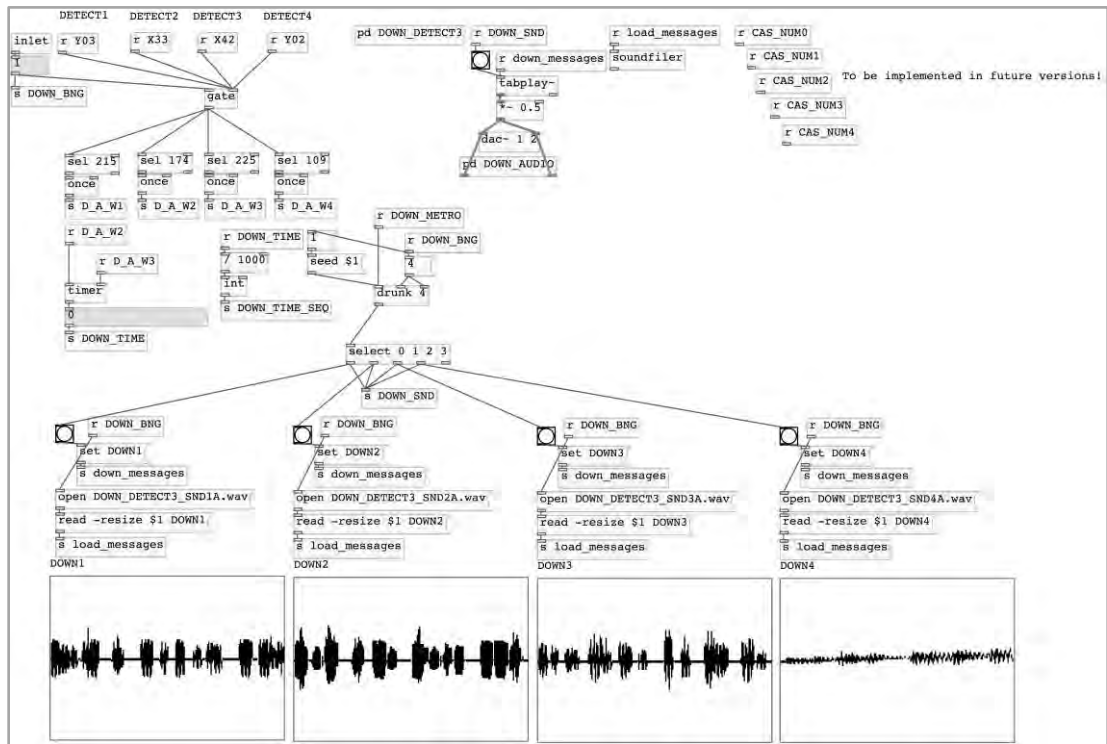 DETECT1 DETECT2 DETECT3 DETECT4
inlet r Y03 r X33 r X42 r Y02 pd DOWN_DETECT3 r DOWN_SND r load_messages r CAS_NUM0
1 r down_messages soundfiler r CAS_NUM1
s DOWN_BNG tabplay~ r CAS_NUM2 To be implemented in future versions!
gate *~ 0.5 r CAS_NUM3
dac~ 1 2 r CAS_NUM4
sel 215 sel 174 sel 225 sel 109 pd DOWN_AUDIO
once once once once
s D_A_W1 s D_A_W2 s D_A_W3 s D_A_W4
r DOWN_METRO
r D_A_W2 r DOWN_TIME 1 r DOWN_BNG
r D_A_W3 / 1000 seed $1 4
timer int drunk 4
0 s DOWN_TIME_SEQ
s DOWN_TIME
select 0 1 2 3
s DOWN_SND
r DOWN_BNG r DOWN_BNG r DOWN_BNG r DOWN_BNG
set DOWN1 set DOWN2 set DOWN3 set DOWN4
s down_messages s down_messages s down_messages s down_messages
open DOWN_DETECT3_SND1A.wav open DOWN_DETECT3_SND2A.wav open DOWN_DETECT3_SND3A.wav open DOWN_DETECT3_SND4A.wav
read -resize $1 DOWN1 read -resize $1 DOWN2 read -resize $1 DOWN3 read -resize $1 DOWN4
s load_messages s load_messages s load_messages s load_messages
DOWN1 DOWN2 DOWN3 DOWN4